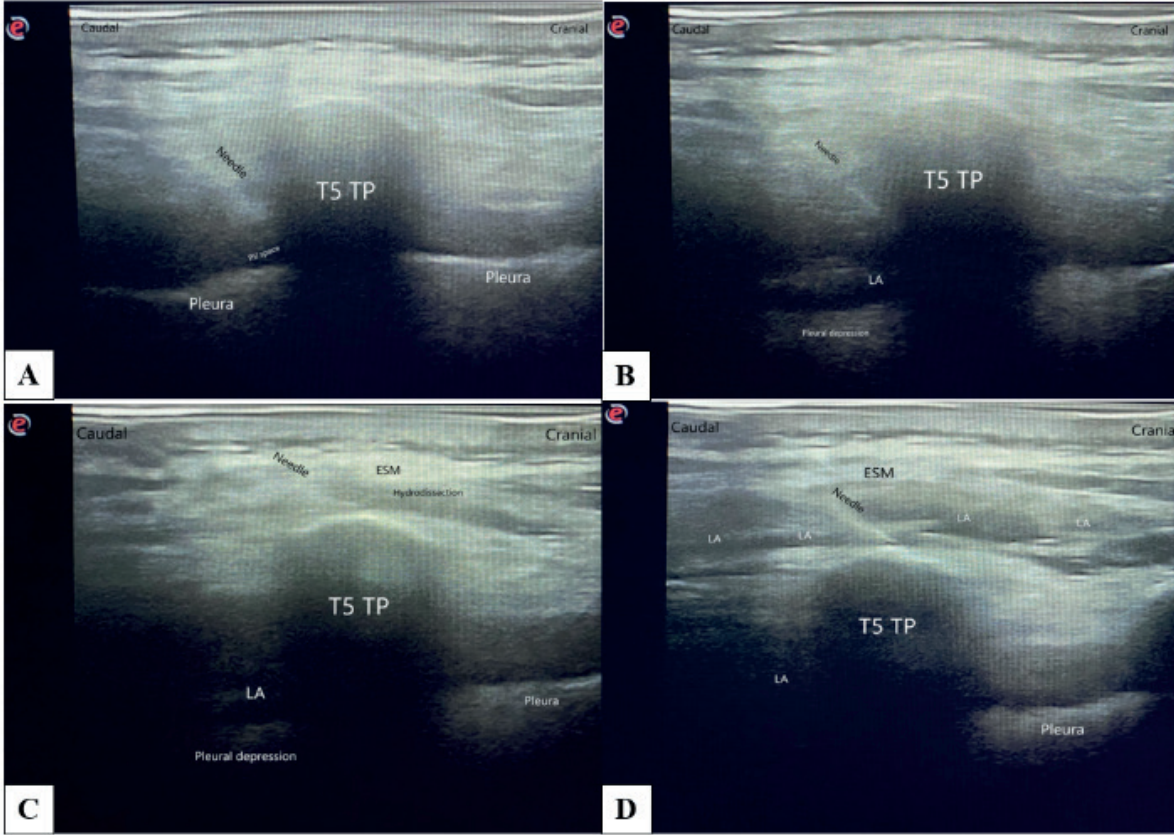 Caudal
Cranial
Needle
T5 TP
PV space
Pleura
Pleura
A
Caudal
Cranial
Needle
T5 TP
LA
Pleural depression
B
Caudal
Cranial
Needle
ESM
Hydrodissection
T5 TP
LA
Pleura
Pleural depression
C
Caudal
Crania
ESM
Needle
LA
LA
LA
LA
T5 TP
LA
Pleura
D